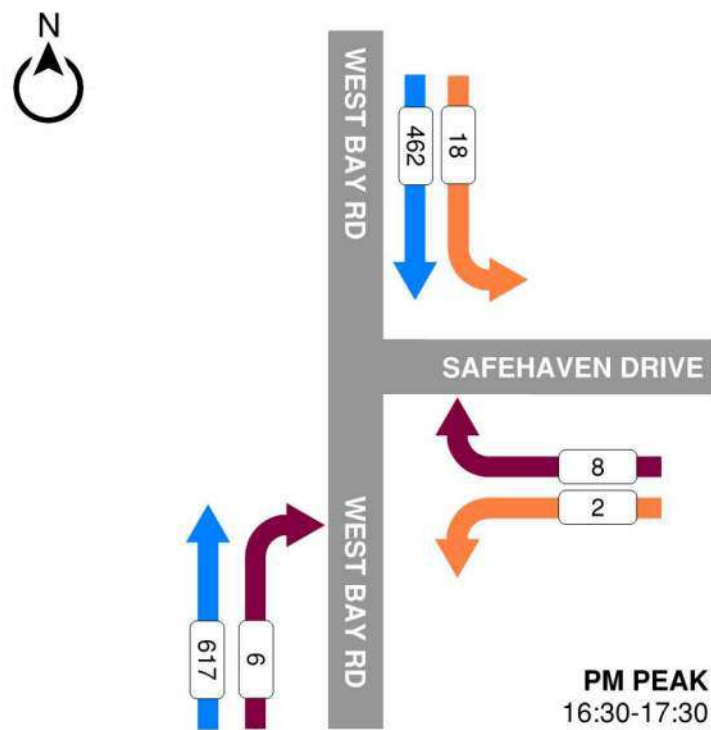 N
WEST BAY RD
462
18
SAFEHAVEN DRIVE
8
2
WEST BAY RD
617
6
PM PEAK
16:30-17:30